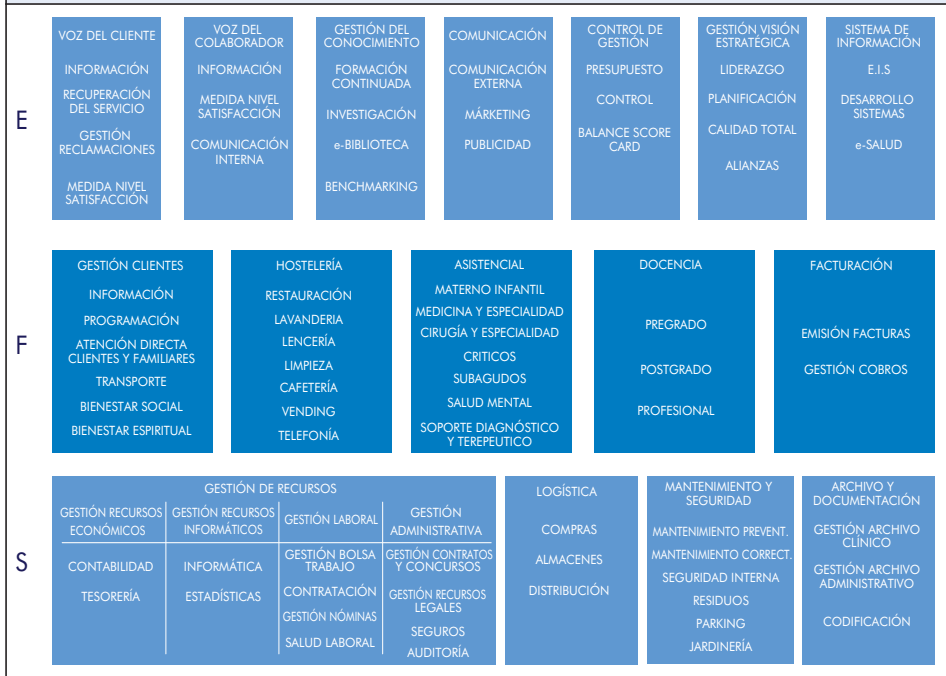 E
VOZ DEL CLIENTE
INFORMACIÓN
RECUPERACIÓN
DEL SERVICIO
GESTIÓN
RECLAMACIONES
MEDIDA NIVEL
SATISFACCIÓN
VOZ DEL
COLABORADOR
INFORMACIÓN
MEDIDA NIVEL
SATISFACCIÓN
COMUNICACIÓN
INTERNA
GESTIÓN DEL
CONOCIMIENTO
FORMACIÓN
CONTINUADA
INVESTIGACIÓN
e-BIBLIOTECA
BENCHMARKING
COMUNICACIÓN
COMUNICACIÓN
EXTERNA
MÁRKETING
PUBLICIDAD
CONTROL DE
GESTIÓN
PRESUPUESTO
CONTROL
BALANCE SCORE
CARD
GESTIÓN VISIÓN
ESTRATÉGICA
LIDERAZGO
PLANIFICACIÓN
CALIDAD TOTAL
ALIANZAS
SISTEMA DE
INFORMACIÓN
E.I.S
DESARROLLO
SISTEMAS
e-SALUD
F
GESTIÓN CLIENTES
INFORMACIÓN
PROGRAMACIÓN
ATENCIÓN DIRECTA
CLIENTES Y FAMILIARES
TRANSPORTE
BIENESTAR SOCIAL
BIENESTAR ESPIRITUAL
HOSTELERÍA
RESTAURACIÓN
LAVANDERIA
LENCERÍA
LIMPIEZA
CAFETERÍA
VENDING
TELEFONÍA
ASISTENCIAL
MATERNO INFANTIL
MEDICINA Y ESPECIALIDAD
CIRUGÍA Y ESPECIALIDAD
CRITICOS
SUBAGUDOS
SALUD MENTAL
SOPORTE DIAGNÓSTICO
Y TEREPEUTICO
DOCENCIA
PREGRADO
POSTGRADO
PROFESIONAL
FACTURACIÓN
EMISIÓN FACTURAS
GESTIÓN COBROS
S
GESTIÓN DE RECURSOS
GESTIÓN RECURSOS
ECONÓMICOS
CONTABILIDAD
TESORERÍA
GESTIÓN RECURSOS
INFORMÁTICOS
INFORMÁTICA
ESTADÍSTICAS
GESTIÓN LABORAL
GESTIÓN BOLSA
TRABAJO
CONTRATACIÓN
GESTIÓN NÓMINAS
SALUD LABORAL
GESTIÓN
ADMINISTRATIVA
GESTIÓN CONTRATOS
Y CONCURSOS
GESTIÓN RECURSOS
LEGALES
SEGUROS
AUDITORÍA
LOGÍSTICA
COMPRAS
ALMACENES
DISTRIBUCIÓN
MANTENIMIENTO Y
SEGURIDAD
MANTENIMIENTO PREVENT.
MANTENIMIENTO CORRECT.
SEGURIDAD INTERNA
RESIDUOS
PARKING
JARDINERÍA
ARCHIVO Y
DOCUMENTACIÓN
GESTIÓN ARCHIVO
CLÍNICO
GESTIÓN ARCHIVO
ADMINISTRATIVO
CODIFICACIÓN